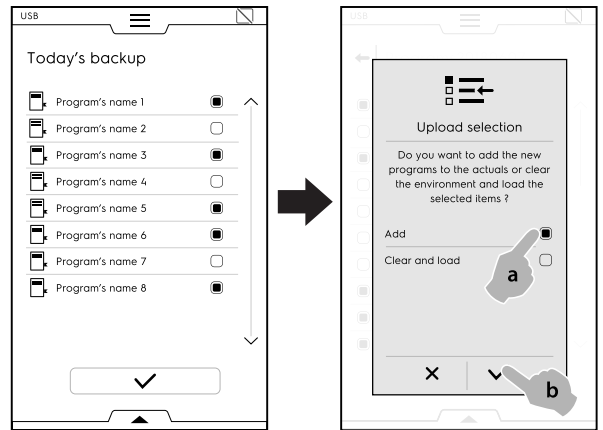 USB
Today's backup
Program's name 1
Program's name 2
Program's name 3
Program's name 4
Program's name 5
Program's name 6
Program's name 7
Program's name 8
USB
Upload selection
Do you want to add the new
programs to the actuals or clear
the environment and load the
selected items ?
Add
Clear and load
a
b